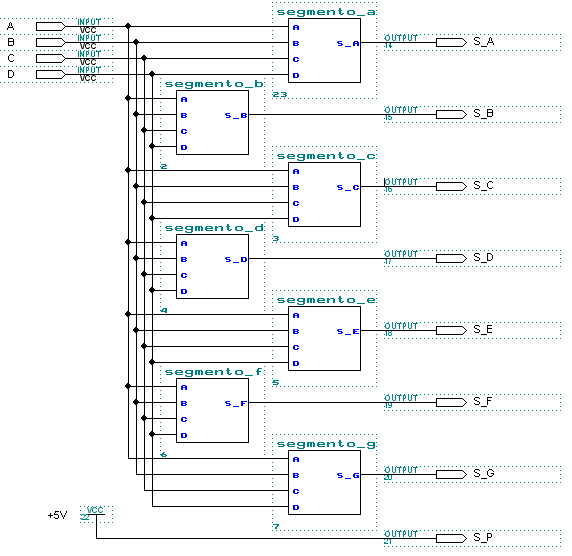 segmento_a
A INPUT VCC
B INPUT VCC
C INPUT VCC
D INPUT VCC
A
B S_A
C
D
OUTPUT 14 S_A
23
segmento_b
A
B S_B
C
D
OUTPUT 15 S_B
2
segmento_c
A
B S_C
C
D
OUTPUT 16 S_C
3
segmento_d
A
B S_D
C
D
OUTPUT 17 S_D
4
segmento_e
A
B S_E
C
D
OUTPUT 18 S_E
5
segmento_f
A
B S_F
C
D
OUTPUT 19 S_F
6
segmento_g
A
B S_G
C
D
OUTPUT 20 S_G
7
+5V VCC 22
OUTPUT 21 S_P